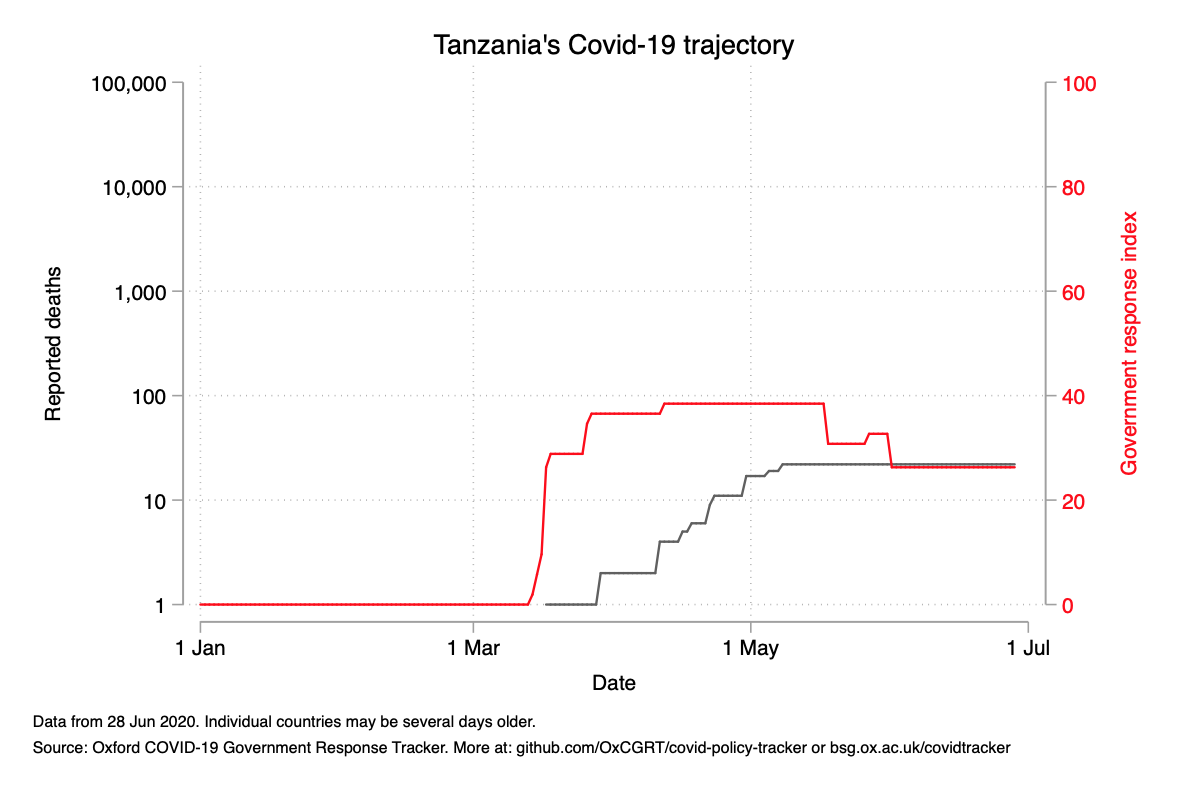 Tanzania's Covid-19 trajectory
100,000
10,000
1,000
100
10
1
Reported deaths
100
80
60
40
20
0
Government response index
1 Jan
1 Mar
1 May
1 Jul
Date
Data from 28 Jun 2020. Individual countries may be several days older.
Source: Oxford COVID-19 Government Response Tracker. More at: github.com/OxCGRT/covid-policy-tracker or bsg.ox.ac.uk/covidtracker